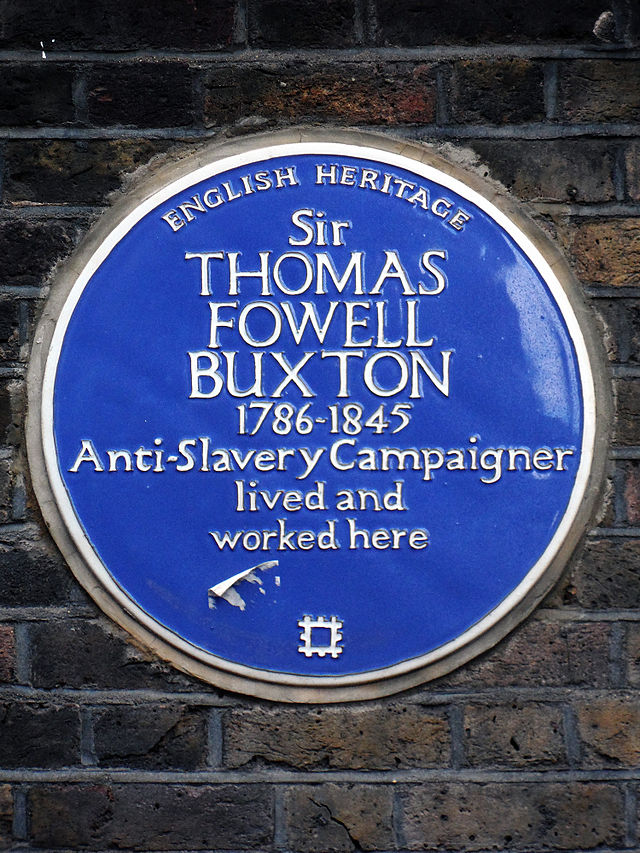 ENGLISH HERITAGE
Sir
THOMAS
FOWELL
BUXTON
1786-1845
Anti-Slavery Campaigner
lived and
worked here